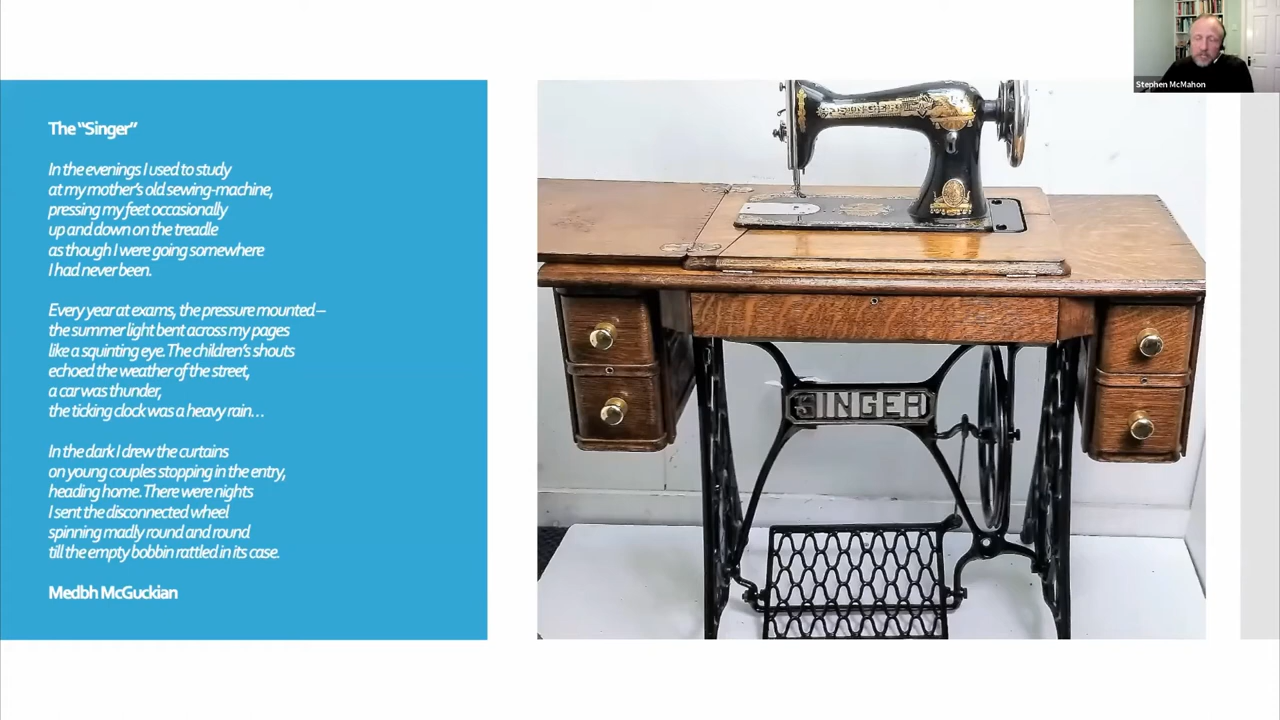 The “Singer”
In the evenings I used to study
at my mother’s old sewing-machine,
pressing my feet occasionally
up and down on the treadle
as though I were going somewhere
I had never been.
Every year at exams, the pressure mounted –
the summer light bent across my pages
like a squinting eye. The children’s shouts
echoed the weather of the street,
a car was thunder,
the ticking clock was a heavy rain…
In the dark I drew the curtains
on young couples stopping in the entry,
heading home. There were nights
I sent the disconnected wheel
spinning madly round and round
till the empty bobbin rattled in its case.
Medbh McGuckian
SINGER
SINGER
Stephen McMahon